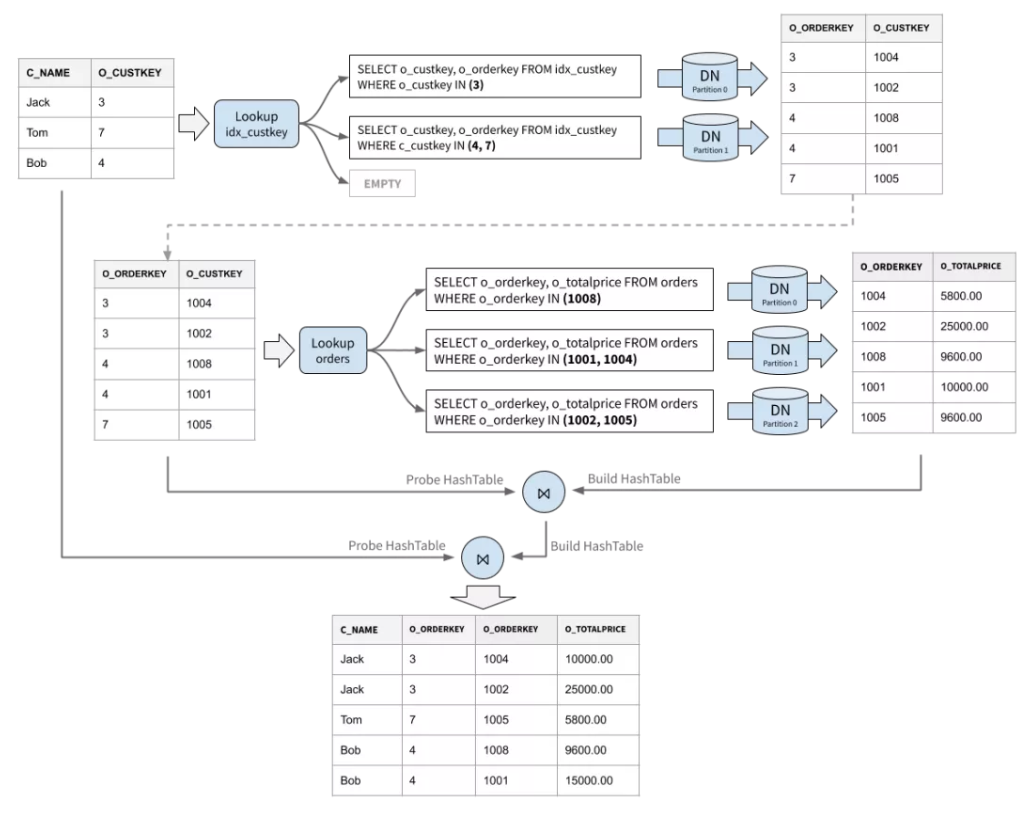 O_ORDERKEY O_CUSTKEY
3 1004
3 1002
4 1008
4 1001
7 1005
C_NAME O_CUSTKEY
Jack 3
Tom 7
Bob 4
Lookup
idx_custkey
SELECT o_custkey, o_orderkey FROM idx_custkey
WHERE o_custkey IN (3)
DN
Partition 0
SELECT o_custkey, o_orderkey FROM idx_custkey
WHERE c_custkey IN (4, 7)
DN
Partition 1
EMPTY
O_ORDERKEY O_CUSTKEY
3 1004
3 1002
4 1008
4 1001
7 1005
Lookup
orders
SELECT o_orderkey, o_totalprice FROM orders
WHERE o_orderkey IN (1008)
DN
Partition 0
SELECT o_orderkey, o_totalprice FROM orders
WHERE o_orderkey IN (1001, 1004)
DN
Partition 1
SELECT o_orderkey, o_totalprice FROM orders
WHERE o_orderkey IN (1002, 1005)
DN
Partition 2
O_ORDERKEY O_TOTALPRICE
1004 5800.00
1002 25000.00
1008 9600.00
1001 10000.00
1005 9600.00
Probe HashTable
⋈
Build HashTable
Probe HashTable
⋈
Build HashTable
C_NAME O_ORDERKEY O_ORDERKEY O_TOTALPRICE
Jack 3 1004 10000.00
Jack 3 1002 25000.00
Tom 7 1005 5800.00
Bob 4 1008 9600.00
Bob 4 1001 15000.00